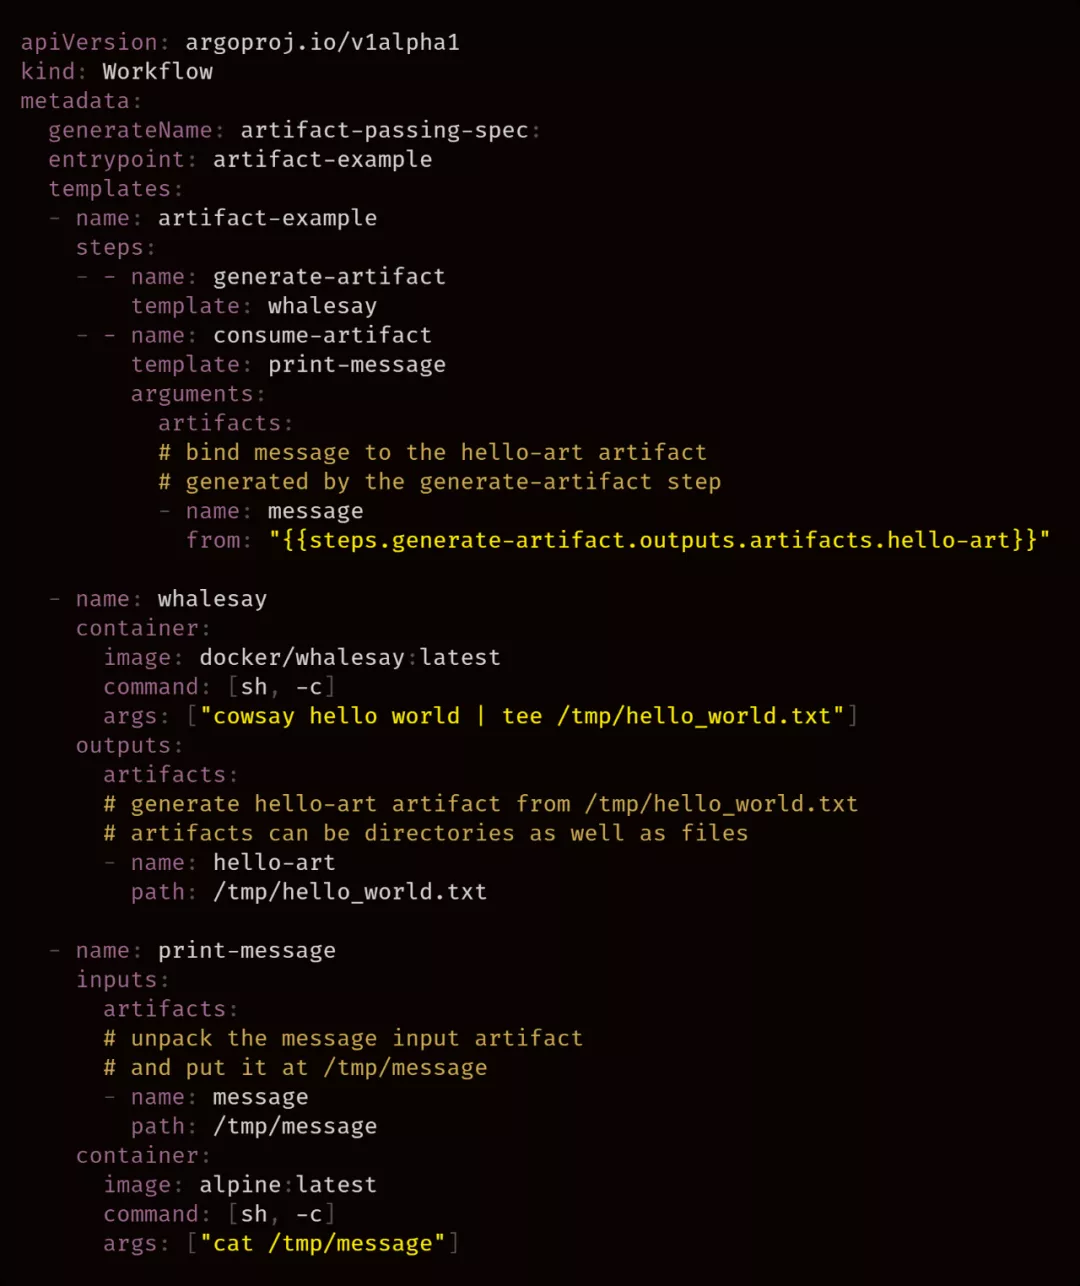 apiVersion: argoproj.io/v1alpha1
kind: Workflow
metadata:
  generateName: artifact-passing-spec:
  entrypoint: artifact-example
  templates:
  - name: artifact-example
    steps:
    - - name: generate-artifact
        template: whalesay
    - - name: consume-artifact
        template: print-message
        arguments:
          artifacts:
          # bind message to the hello-art artifact
          # generated by the generate-artifact step
          - name: message
            from: "{{steps.generate-artifact.outputs.artifacts.hello-art}}"

  - name: whalesay
    container:
      image: docker/whalesay:latest
      command: [sh, -c]
      args: ["cowsay hello world | tee /tmp/hello_world.txt"]
    outputs:
      artifacts:
      # generate hello-art artifact from /tmp/hello_world.txt
      # artifacts can be directories as well as files
      - name: hello-art
        path: /tmp/hello_world.txt

  - name: print-message
    inputs:
      artifacts:
      # unpack the message input artifact
      # and put it at /tmp/message
      - name: message
        path: /tmp/message
    container:
      image: alpine:latest
      command: [sh, -c]
      args: ["cat /tmp/message"]